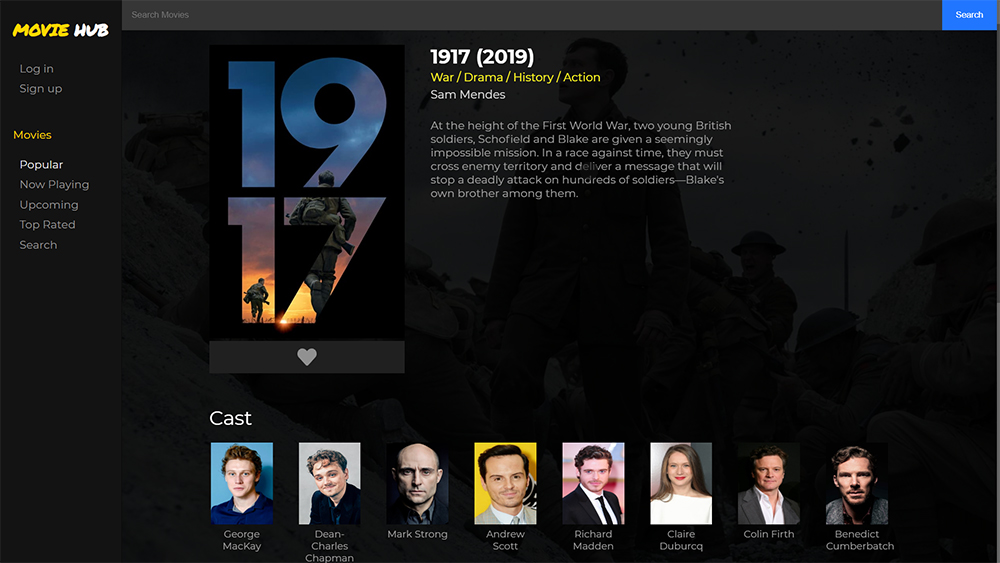 MOVIE HUB
Search Movies
Search
Log in
Sign up
Movies
Popular
Now Playing
Upcoming
Top Rated
Search
19
17
1917 (2019)
War / Drama / History / Action
Sam Mendes
At the height of the First World War, two young British
soldiers, Schofield and Blake are given a seemingly
impossible mission. In a race against time, they must
cross enemy territory and deliver a message that will
stop a deadly attack on hundreds of soldiers—Blake's
own brother among them.
Cast
George
MacKay
Dean-
Charles
Chapman
Mark Strong
Andrew
Scott
Richard
Madden
Claire
Duburcq
Colin Firth
Benedict
Cumberbatch